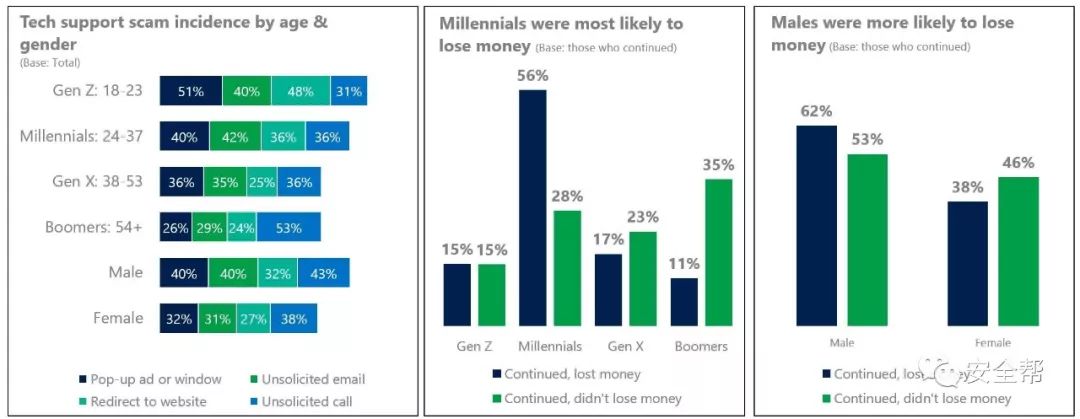 Tech support scam incidence by age &
gender
(Base: Total)
Gen Z: 18-23
51% 40% 48% 31%
Millennials: 24-37
40% 42% 36% 36%
Gen X: 38-53
36% 35% 25% 36%
Boomers: 54+
26% 29% 24% 53%
Male
40% 40% 32% 43%
Female
32% 31% 27% 38%
Pop-up ad or window
Unsolicited email
Redirect to website
Unsolicited call
Millennials were most likely to
lose money (Base: those who continued)
15% 15%
56% 28%
17% 23%
11% 35%
Gen Z Millennials Gen X Boomers
Continued, lost money
Continued, didn't lose money
Males were more likely to lose
money (Base: those who continued)
62% 53%
38% 46%
Male Female
Continued, lost money
Continued, didn't lose money
安全帮